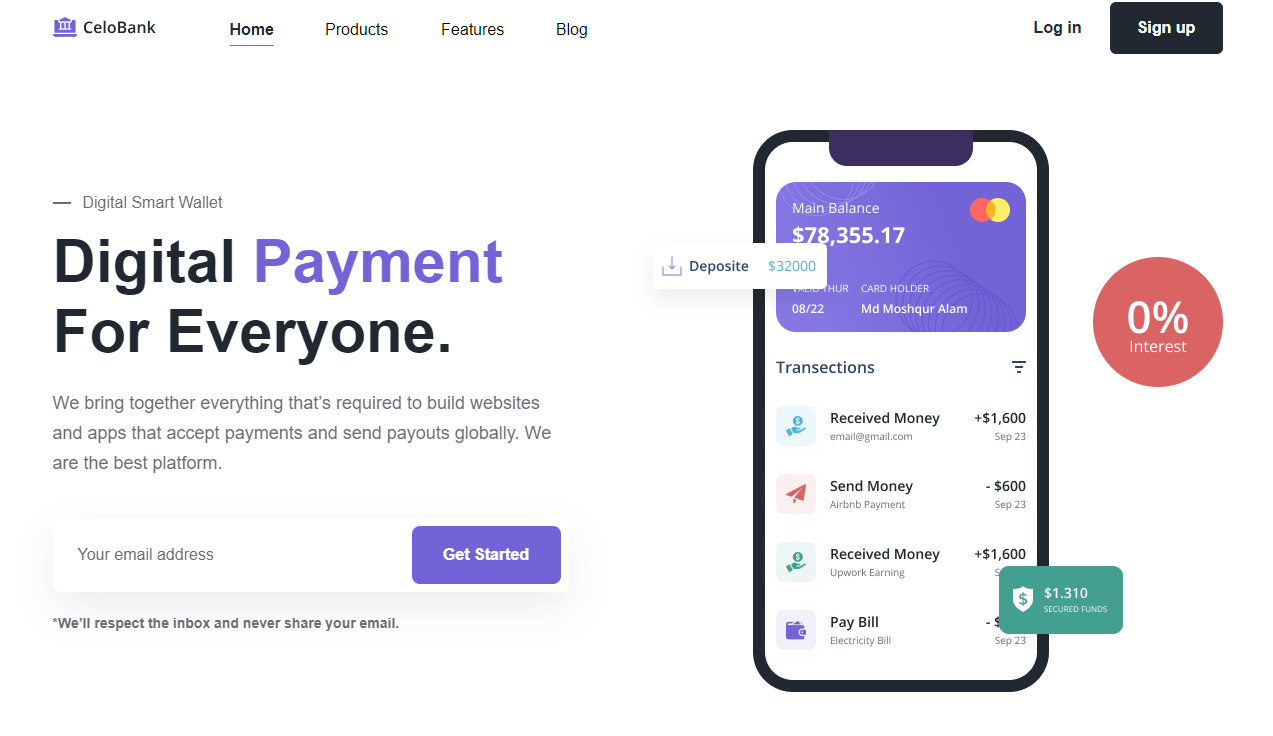 CeloBank
Home Products Features Blog
Log in
Sign up
Digital Smart Wallet
Digital Payment
For Everyone.
We bring together everything that’s required to build websites
and apps that accept payments and send payouts globally. We
are the best platform.
Your email address
Get Started
*We’ll respect the inbox and never share your email.
Main Balance
$78,355.17
Deposite $32000
VALID THUR CARD HOLDER
08/22 Md Moshqur Alam
Transections
Received Money +$1,600
email@gmail.com Sep 23
Send Money - $600
Airbnb Payment Sep 23
Received Money +$1,600
Upwork Earning
Pay Bill
Electricity Bill Sep 23
$1.310
SECURED FUNDS
0%
Interest